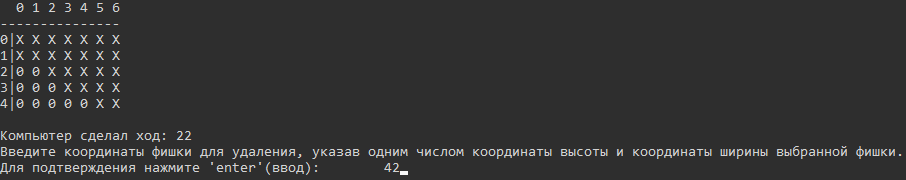 0 1 2 3 4 5 6
---------------
0|X X X X X X X
1|X X X X X X X
2|0 0 X X X X X
3|0 0 0 X X X X
4|0 0 0 0 0 X X
Компьютер сделал ход: 22
Введите координаты фишки для удаления, указав одним числом координаты высоты и координаты ширины выбранной фишки.
Для подтверждения нажмите 'enter'(ввод): 42